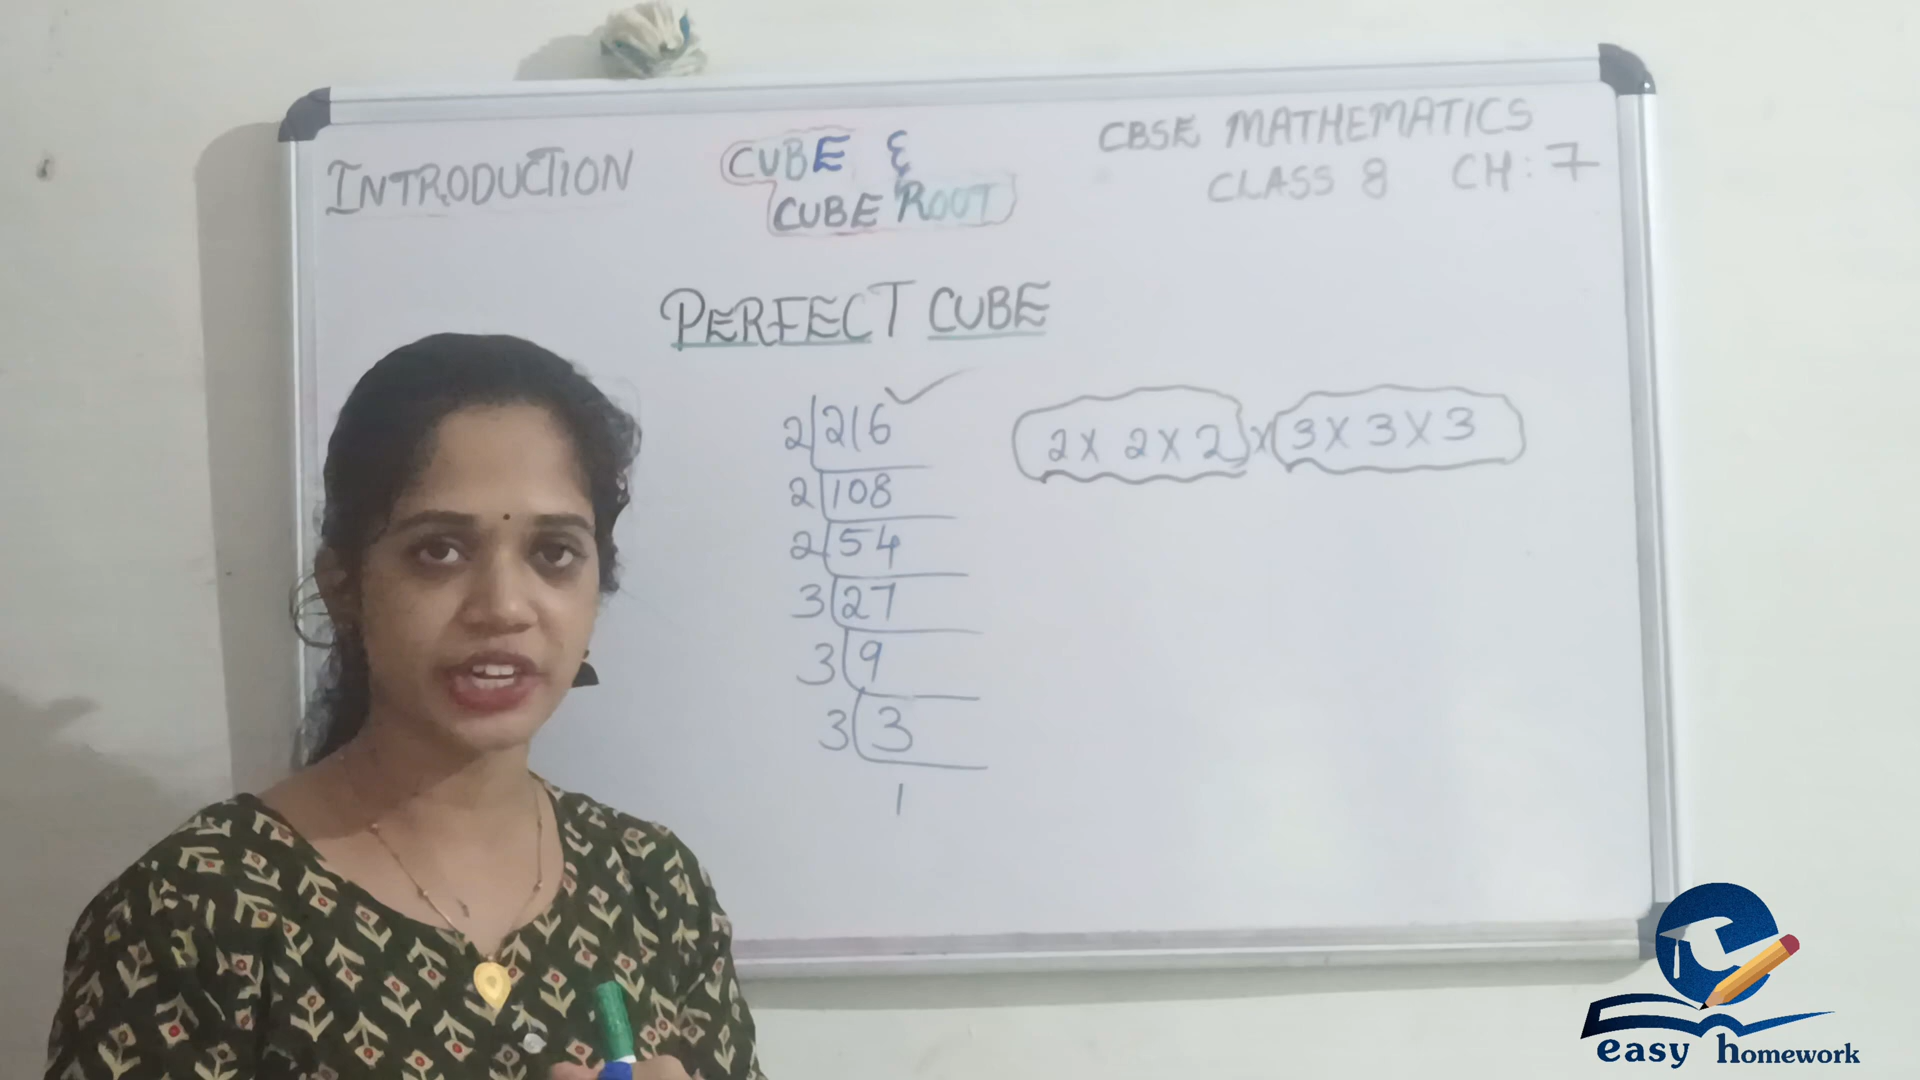 INTRODUCTION
CUBE &
CUBE ROOT
CBSE MATHEMATICS
CLASS 8 CH: 7
PERFECT CUBE
2 216 ✓
2 108
2 54
3 27
3 9
3 3
1
2 X 2 X 2 X 3 X 3 X 3
easy homework